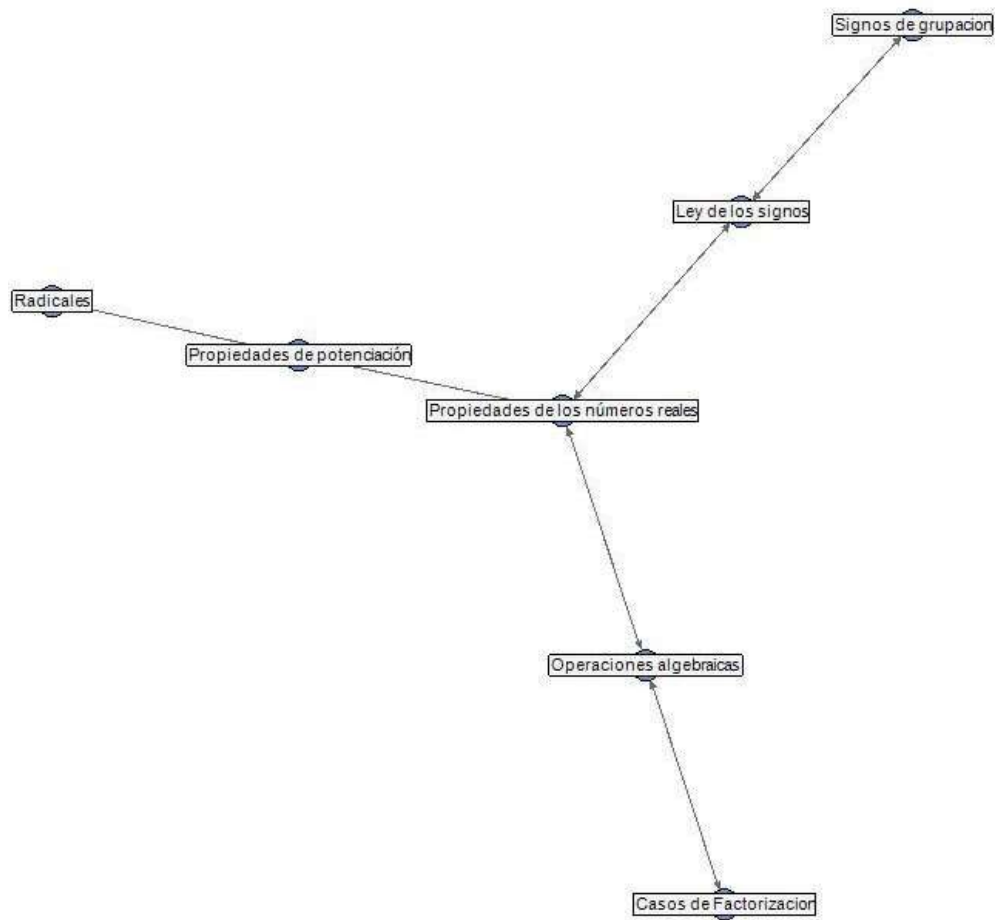 Signos de grupacion
Ley de los signos
Radicales
Propiedades de potenciación
Propiedades de los números reales
Operaciones algebraicas
Casos de Factorizacion